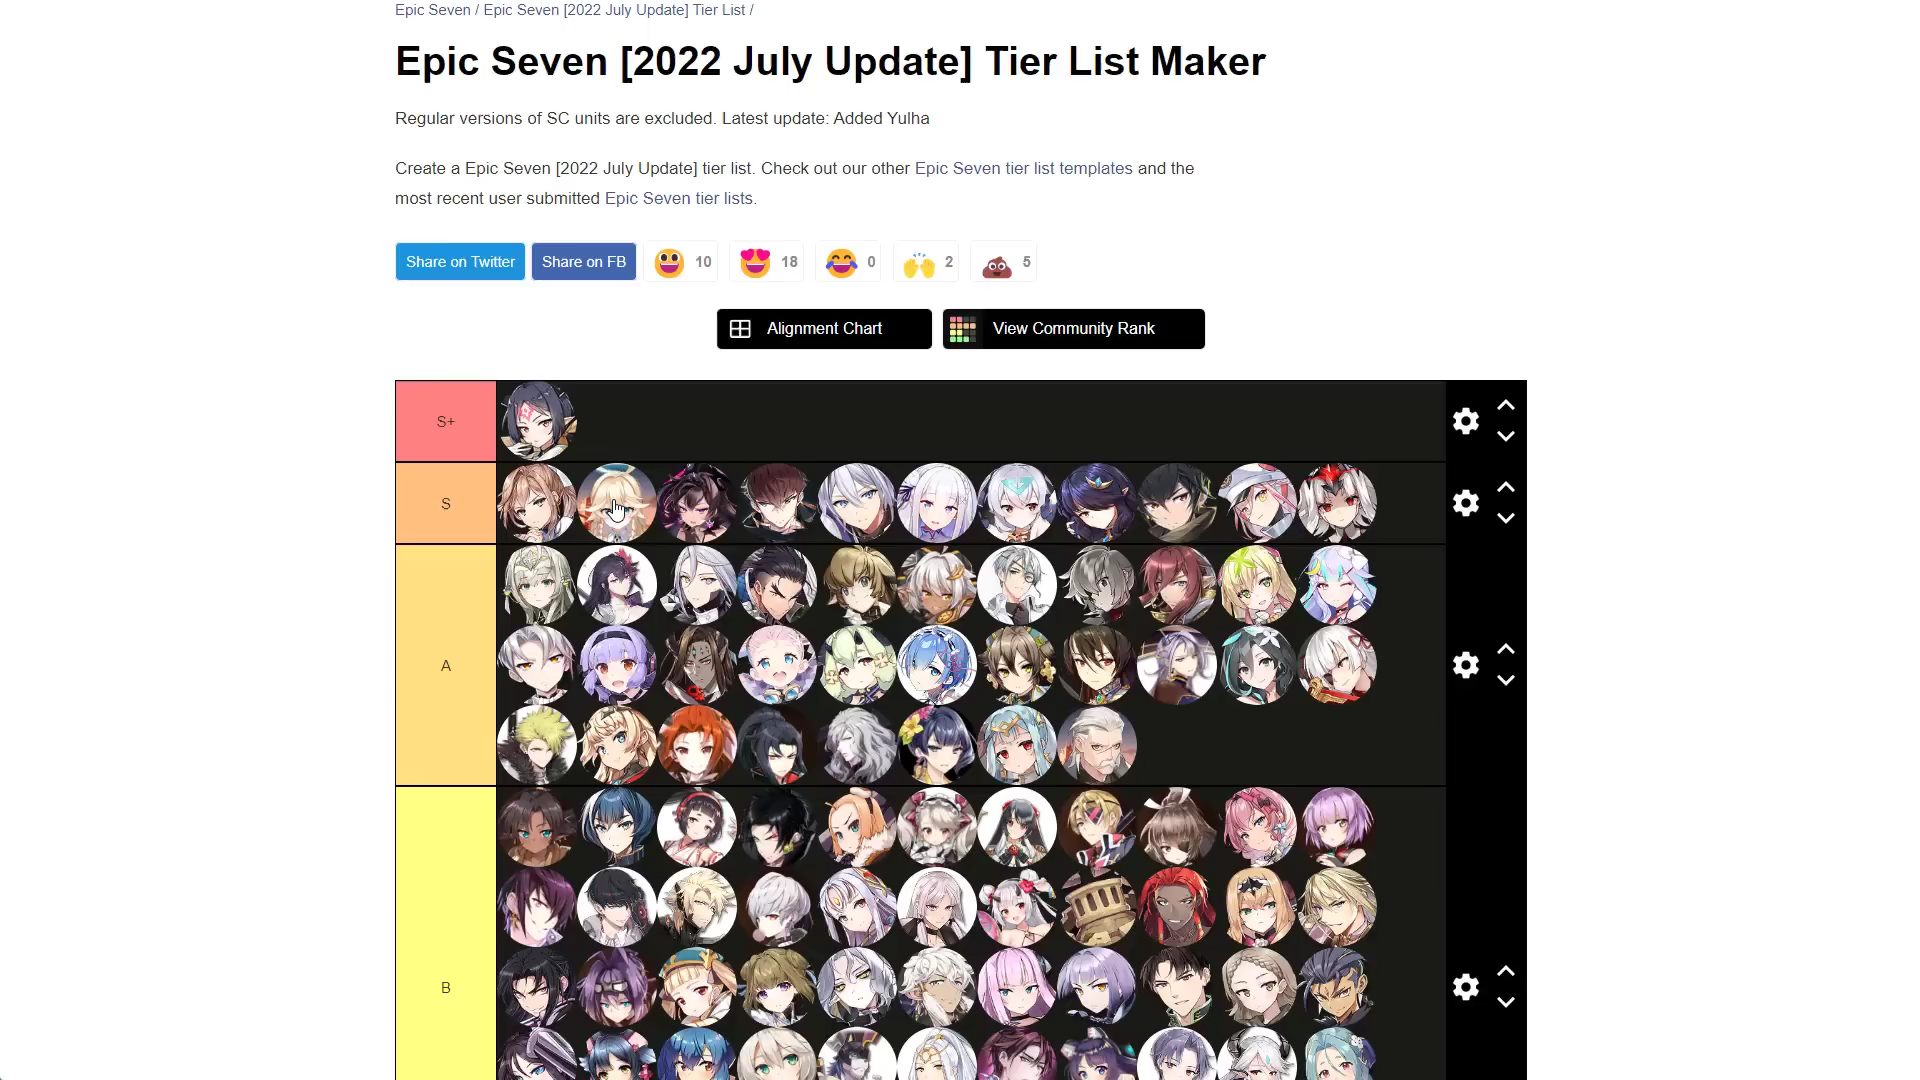 Epic Seven / Epic Seven [2022 July Update] Tier List /
Epic Seven [2022 July Update] Tier List Maker
Regular versions of SC units are excluded. Latest update: Added Yulha
Create a Epic Seven [2022 July Update] tier list. Check out our other Epic Seven tier list templates and the
most recent user submitted Epic Seven tier lists.
Share on Twitter Share on FB 10 18 0 2 5
Alignment Chart View Community Rank
S+
S
A
B